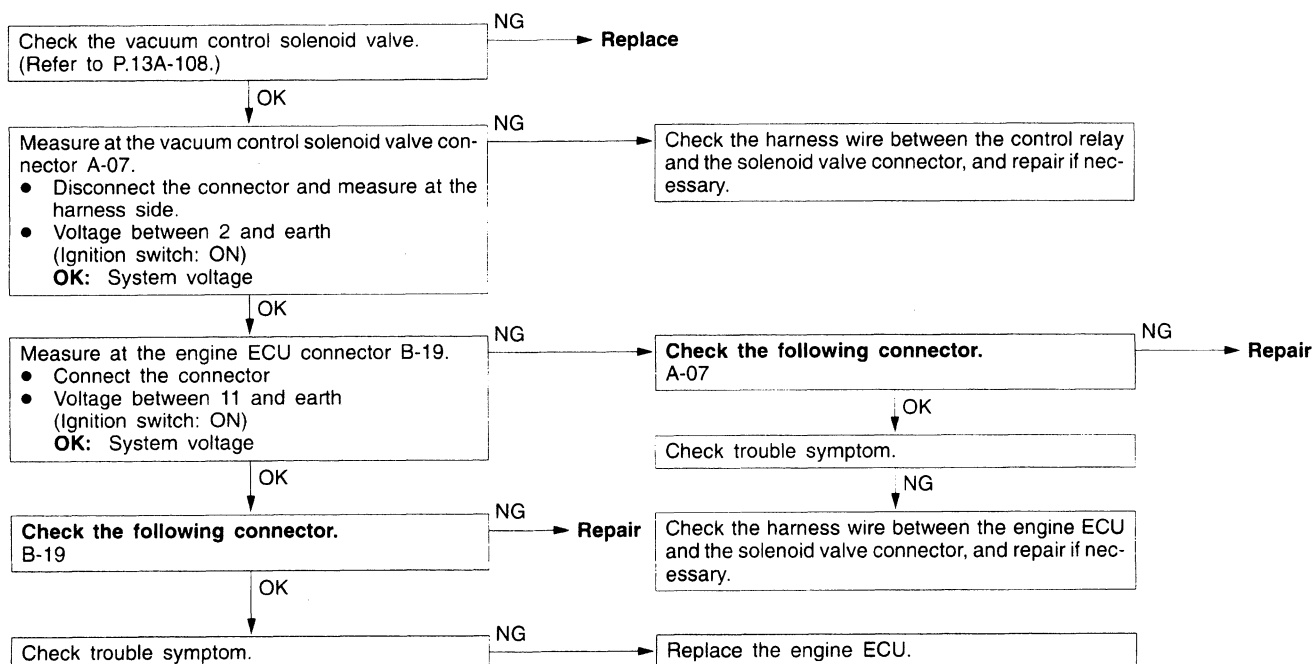 Check the vacuum control solenoid valve.
(Refer to P.13A-108.)
NG
Replace
OK
Measure at the vacuum control solenoid valve con-
nector A-07.
● Disconnect the connector and measure at the
harness side.
● Voltage between 2 and earth
(Ignition switch: ON)
OK: System voltage
NG
Check the harness wire between the control relay
and the solenoid valve connector, and repair if nec-
essary.
OK
Measure at the engine ECU connector B-19.
● Connect the connector
● Voltage between 11 and earth
(Ignition switch: ON)
OK: System voltage
NG
Check the following connector.
A-07
NG
Repair
OK
Check trouble symptom.
NG
Check the harness wire between the engine ECU
and the solenoid valve connector, and repair if nec-
essary.
OK
Check the following connector.
B-19
NG
Repair
OK
Check trouble symptom.
NG
Replace the engine ECU.